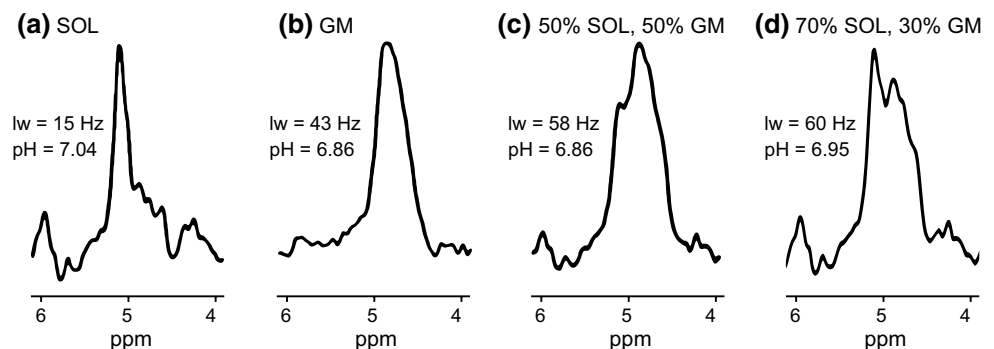 (a) SOL
lw = 15 Hz
pH = 7.04
6 5 4
ppm
(b) GM
lw = 43 Hz
pH = 6.86
6 5 4
ppm
(c) 50% SOL, 50% GM
lw = 58 Hz
pH = 6.86
6 5 4
ppm
(d) 70% SOL, 30% GM
lw = 60 Hz
pH = 6.95
6 5 4
ppm